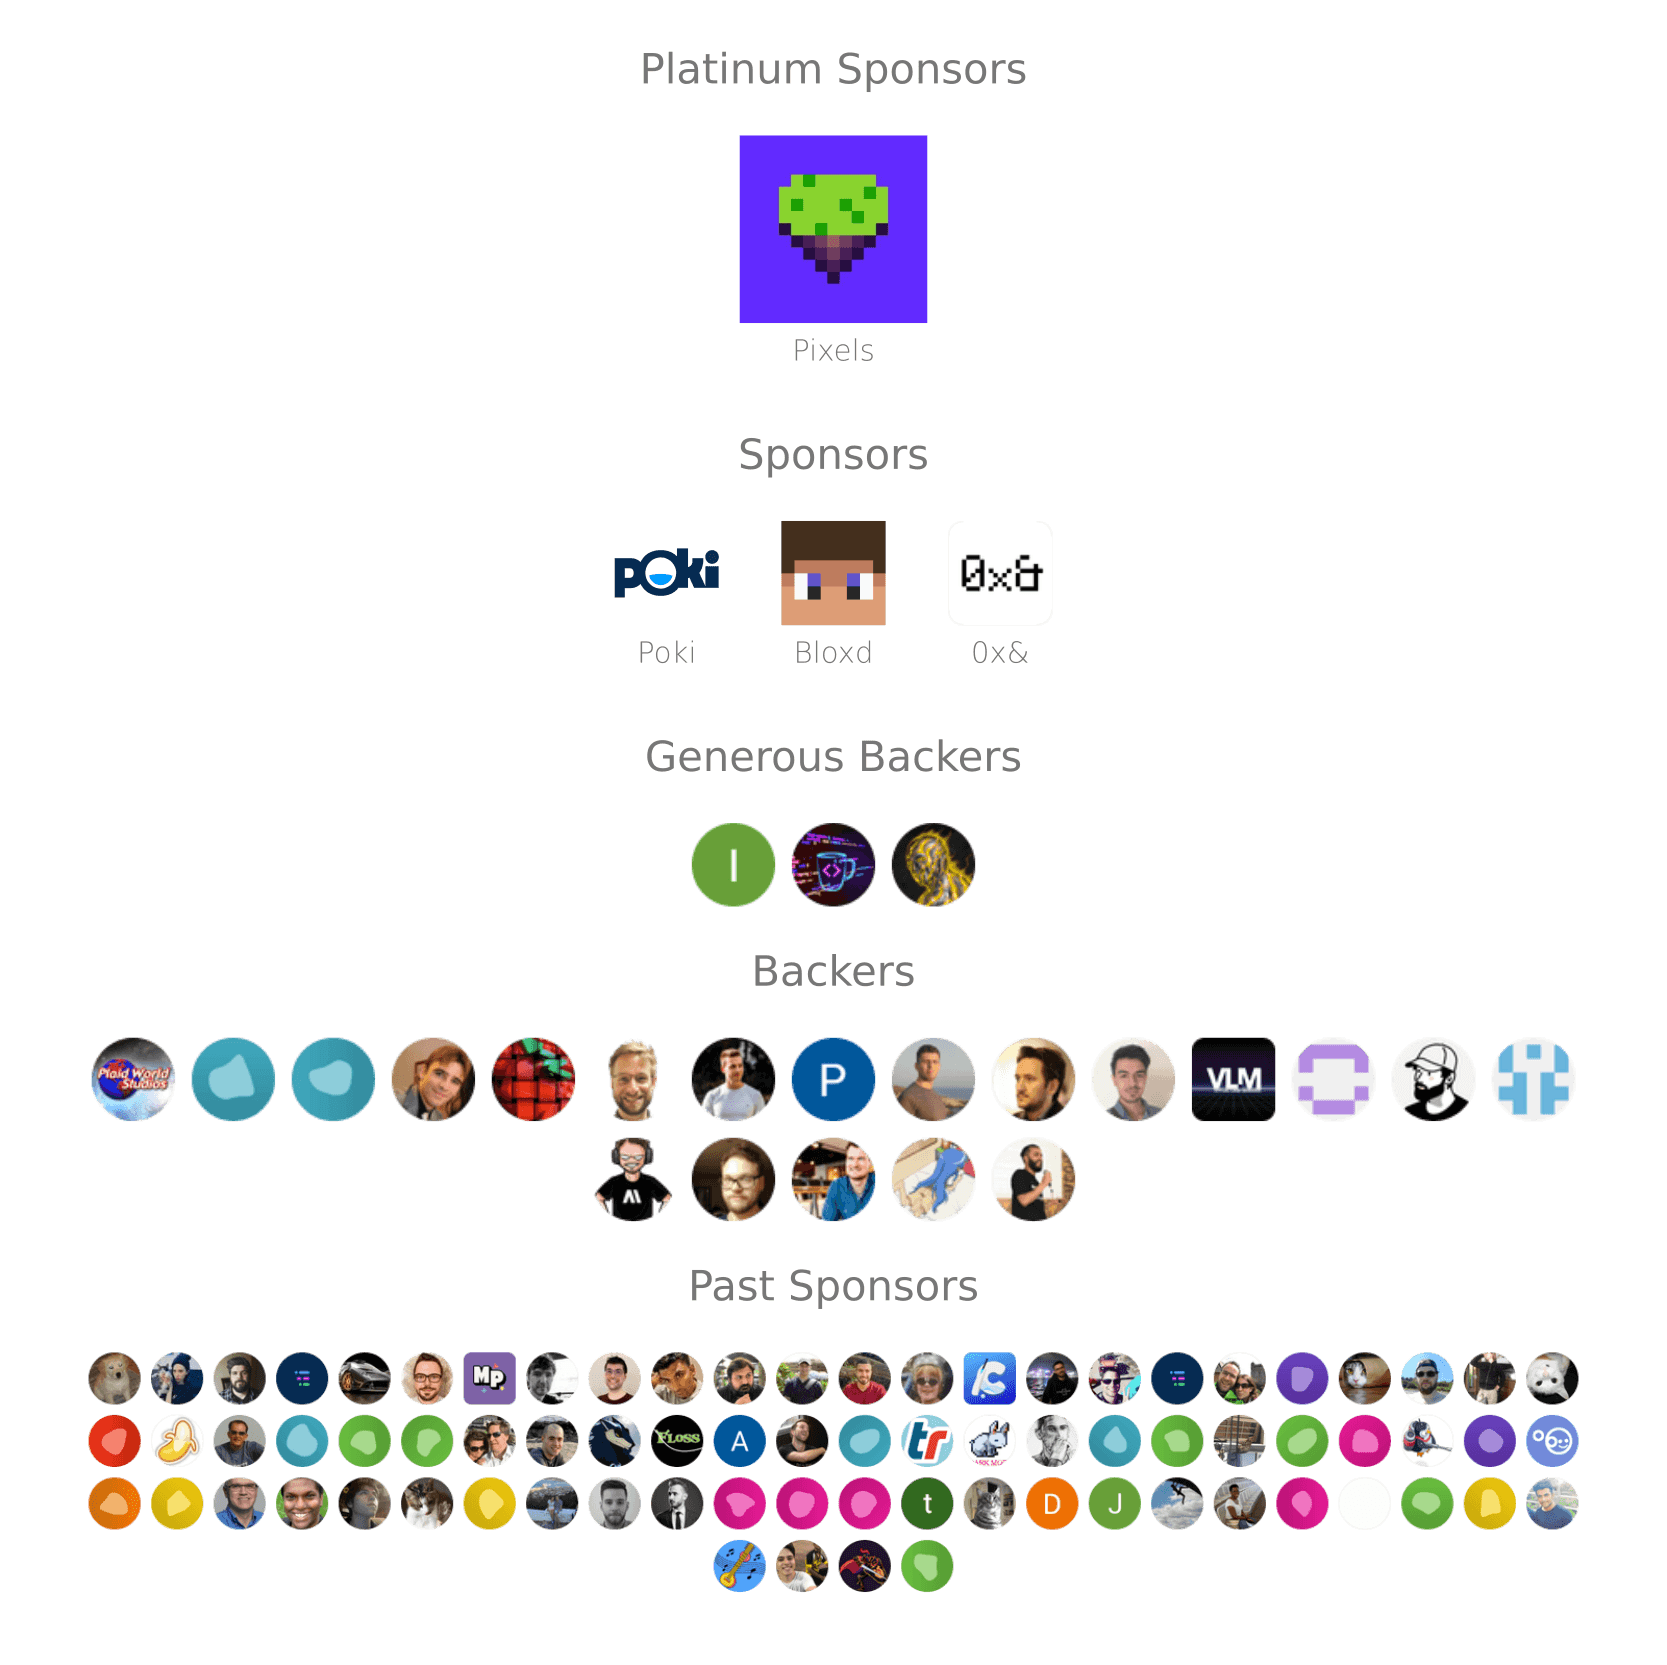 Platinum Sponsors
Pixels
Sponsors
poki
0x&
Poki Bloxd 0x&
Generous Backers
I
<>
Backers
Plaid World
Studios
P
VLM
Past Sponsors
Mp
C
FLOSS
A
tr
t
D
J